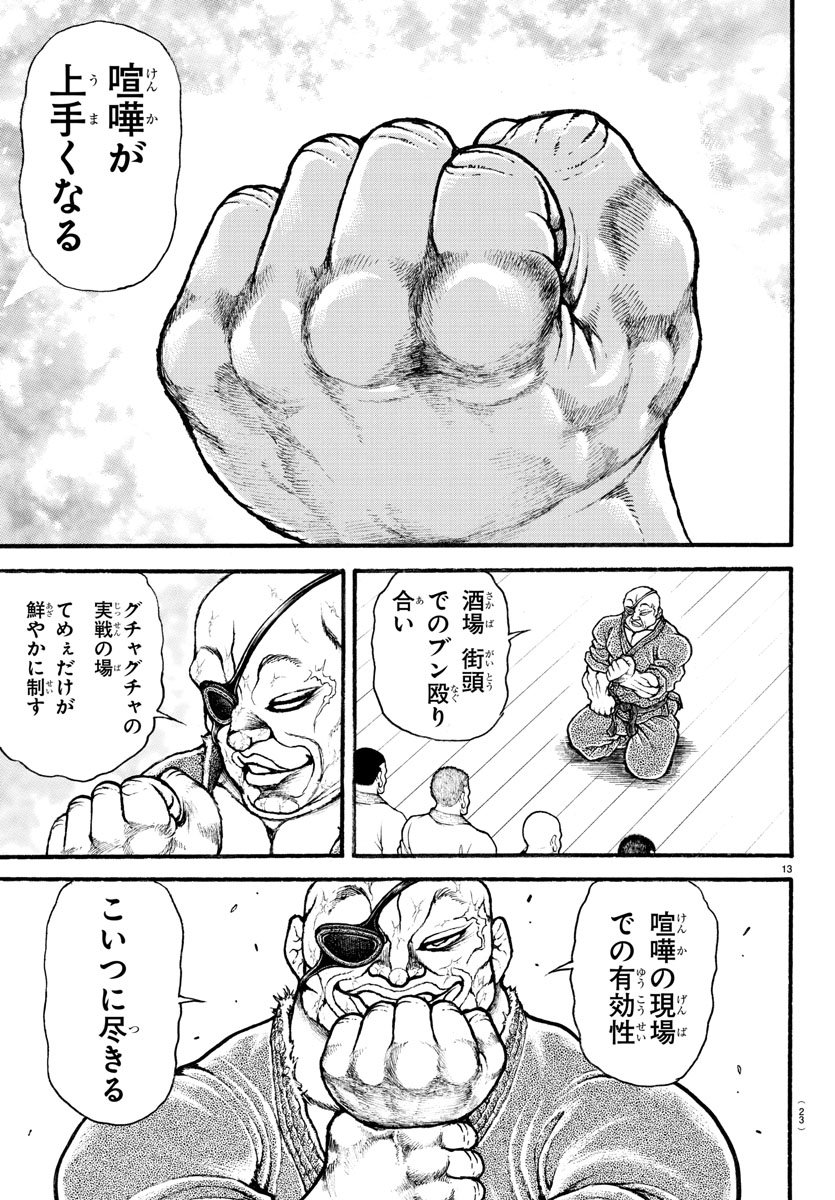 喧嘩が
上手くなる
酒場 街頭
でのブン殴り
合い
グチャグチャの
実戦の場
てめぇだけが
鮮やかに制す
13
喧嘩の現場
での有効性
こいつに尽きる
(23)